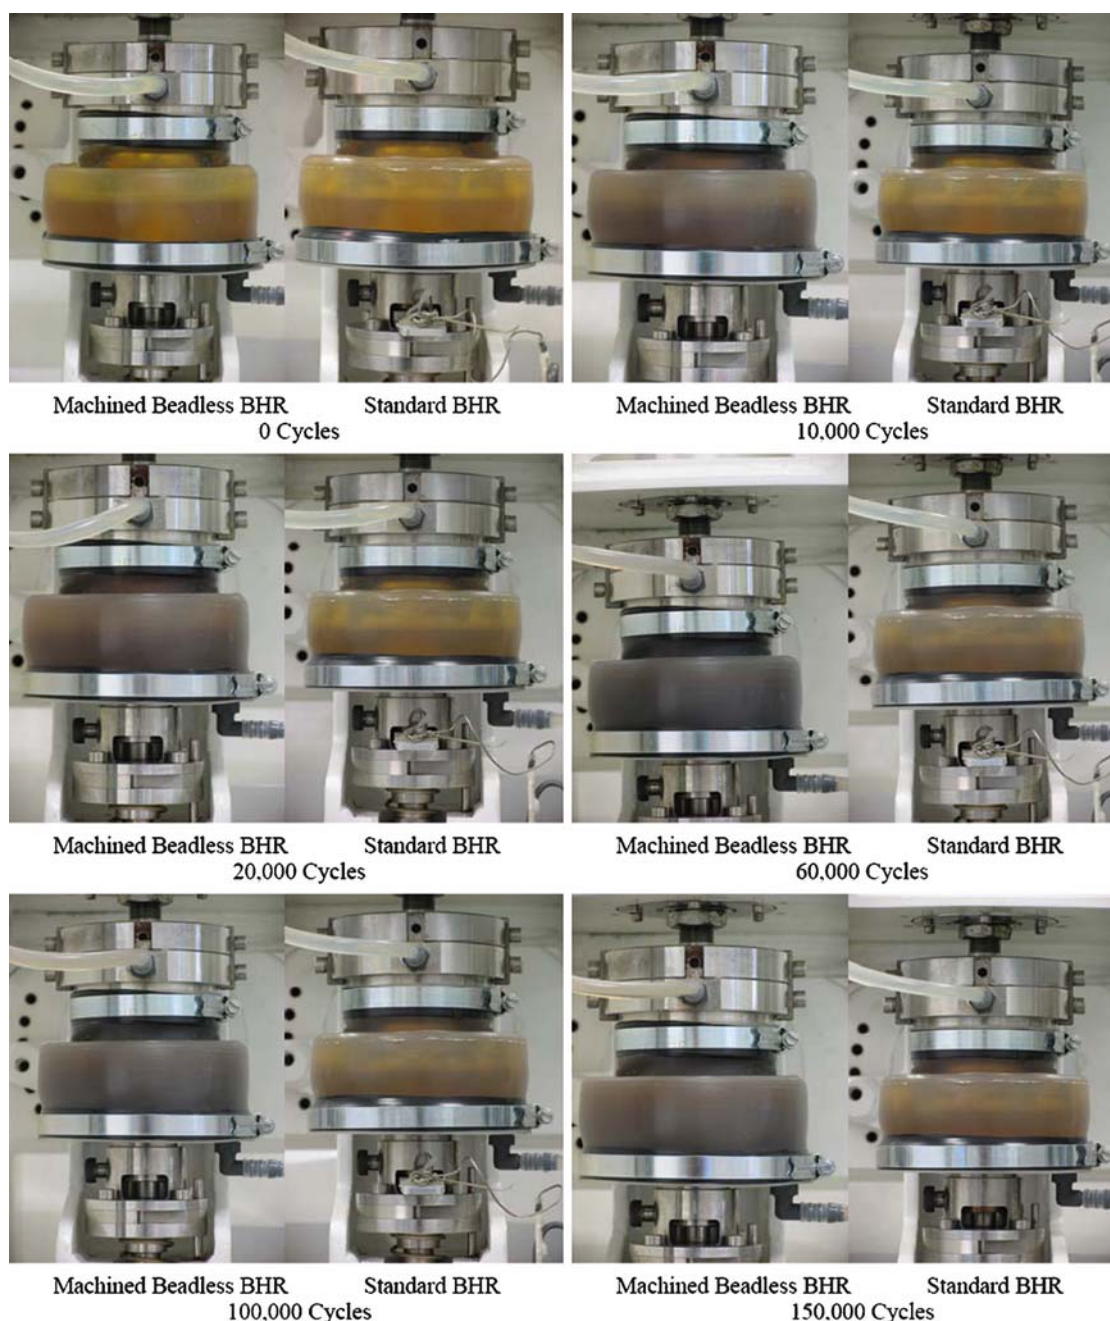 Machined Beadless BHR Standard BHR
0 Cycles
Machined Beadless BHR Standard BHR
10,000 Cycles
Machined Beadless BHR Standard BHR
20,000 Cycles
Machined Beadless BHR Standard BHR
60,000 Cycles
Machined Beadless BHR Standard BHR
100,000 Cycles
Machined Beadless BHR Standard BHR
150,000 Cycles